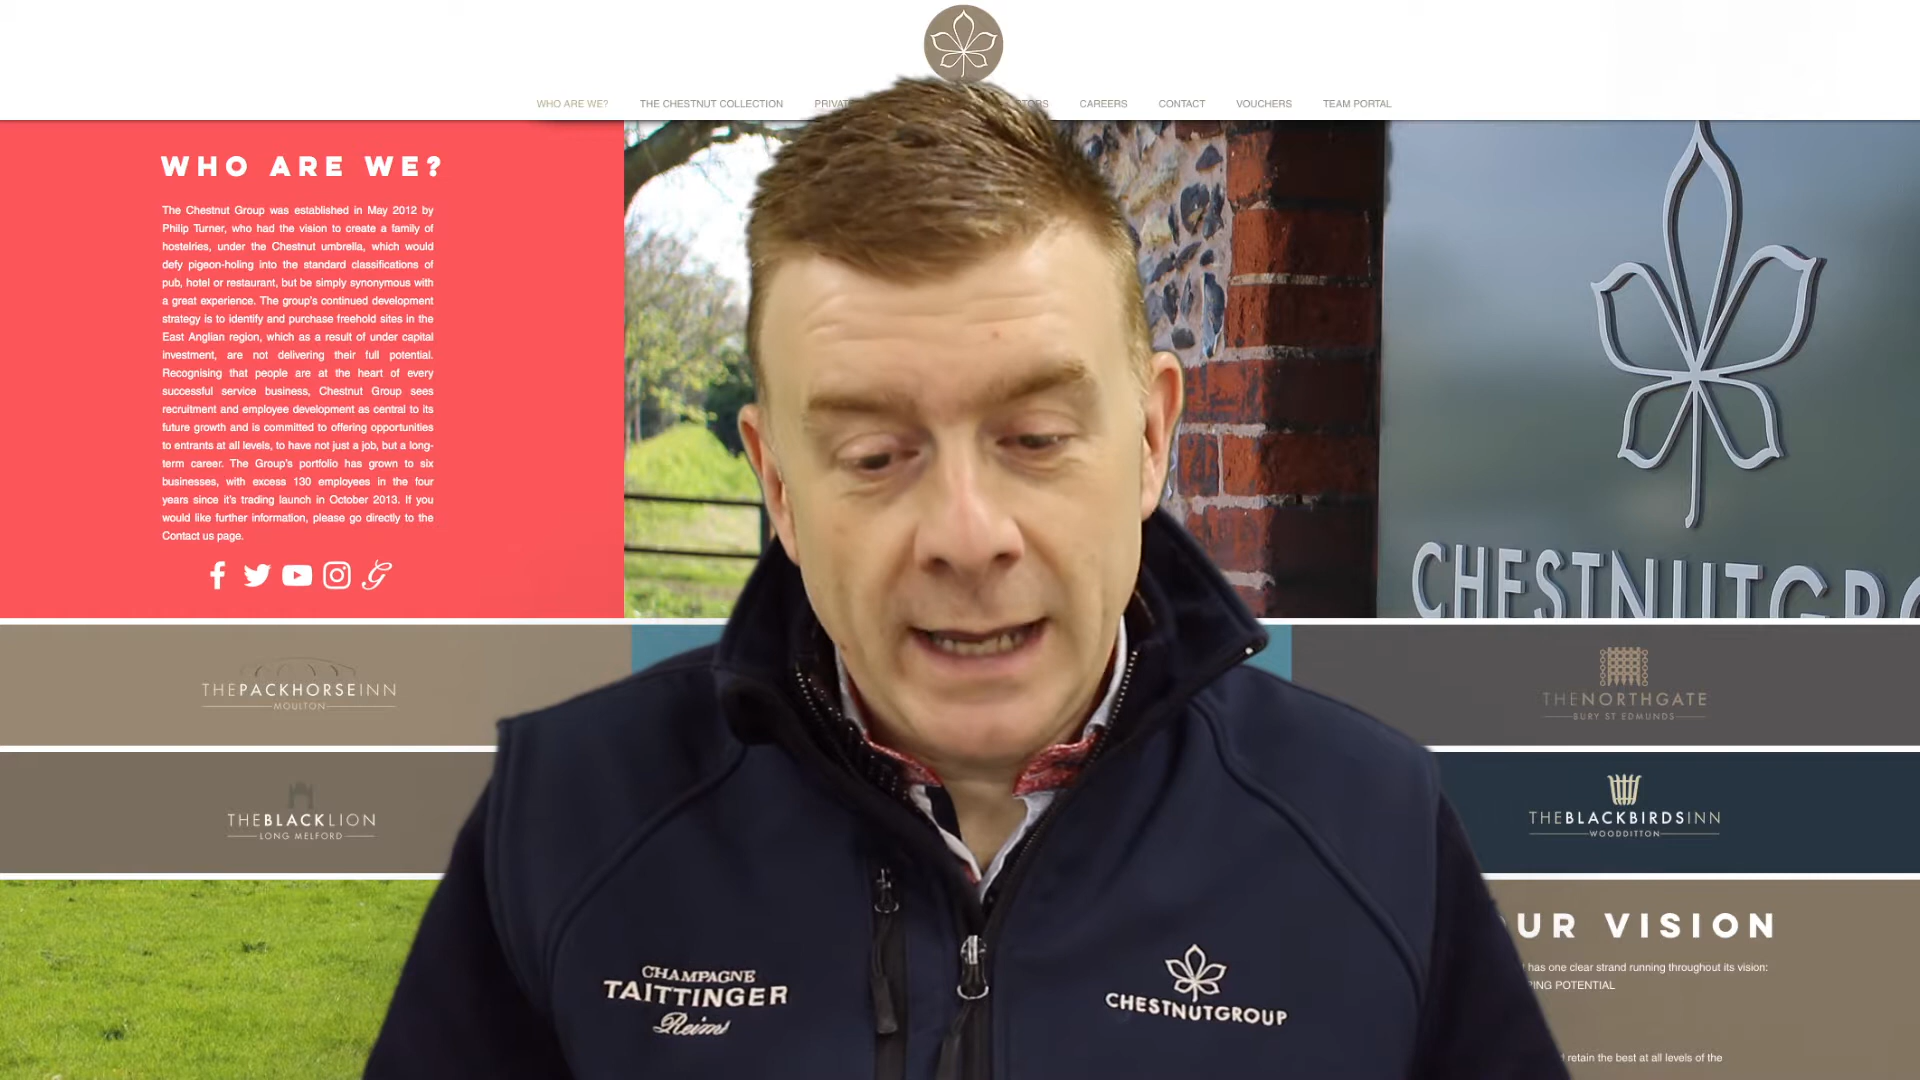 WHO ARE WE?
THE CHESTNUT COLLECTION
CAREERS
CONTACT
VOUCHERS
TEAM PORTAL
WHO ARE WE?
The Chestnut Group was established in May 2012 by
Philip Turner, who had the vision to create a family of
hostelries, under the Chestnut umbrella, which would
defy pigeon-holing into the standard classifications of
pub, hotel or restaurant, but be simply synonymous with
a great experience. The group's continued development
strategy is to identify and purchase freehold sites in the
East Anglian region, which as a result of under capital
investment, are not delivering their full potential.
Recognising that people are at the heart of every
successful service business, Chestnut Group sees
recruitment and employee development as central to its
future growth and is committed to offering opportunities
to entrants at all levels, to have not just a job, but a long-
term career. The Group's portfolio has grown to six
businesses, with excess 130 employees in the four
years since it's trading launch in October 2013. If you
would like further information, please go directly to the
Contact us page.
CHESTNUTGRO
THEPACKHORSEINN
MOULTON
THENORTHGATE
BURY ST EDMUNDS
THEBLACKLION
LONG MELFORD
THEBLACKBIRDSINN
WOODDITTON
UR VISION
has one clear strand running throughout its vision:
PING POTENTIAL
retain the best at all levels of the
CHAMPAGNE
TAITTINGER
Reims
CHESTNUTGROUP